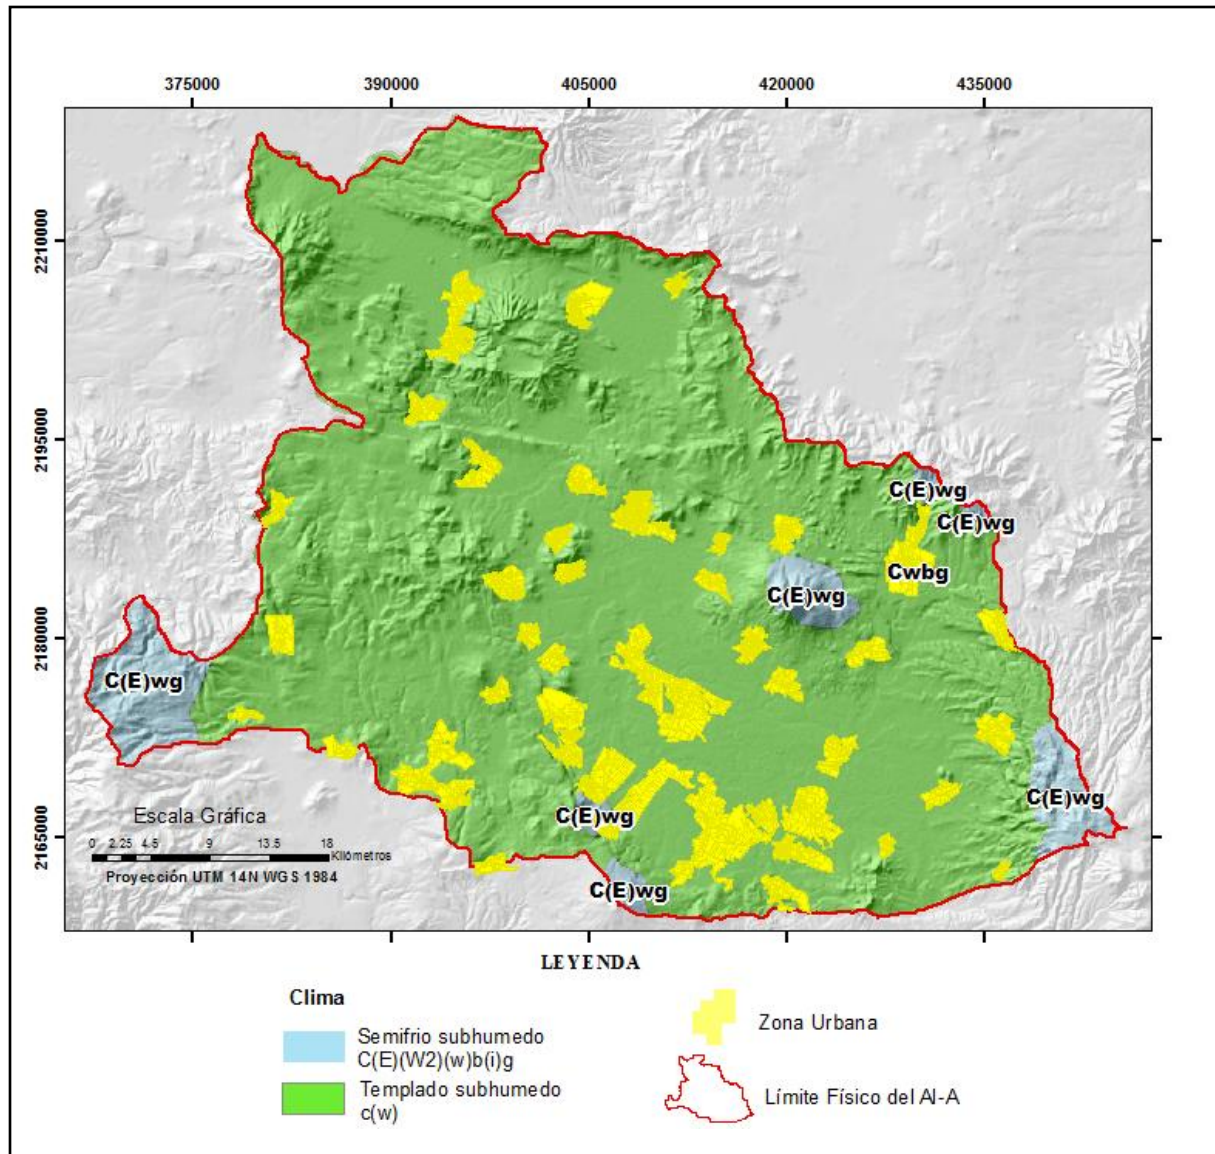 375000 390000 405000 420000 435000
2210000
2195000
2180000
2165000
C(E)wg
C(E)wg
Cwbg
C(E)wg
C(E)wg
C(E)wg
C(E)wg
C(E)wg
Escala Gráfica
0 2.25 4.5 9 13.5 18
Kilómetros
Proyección UTM 14N WGS 1984
LEYENDA
Clima
Semifrio subhumedo
C(E)(W2)(w)b(i)g
Templado subhumedo
c(w)
Zona Urbana
Límite Físico del AI-A